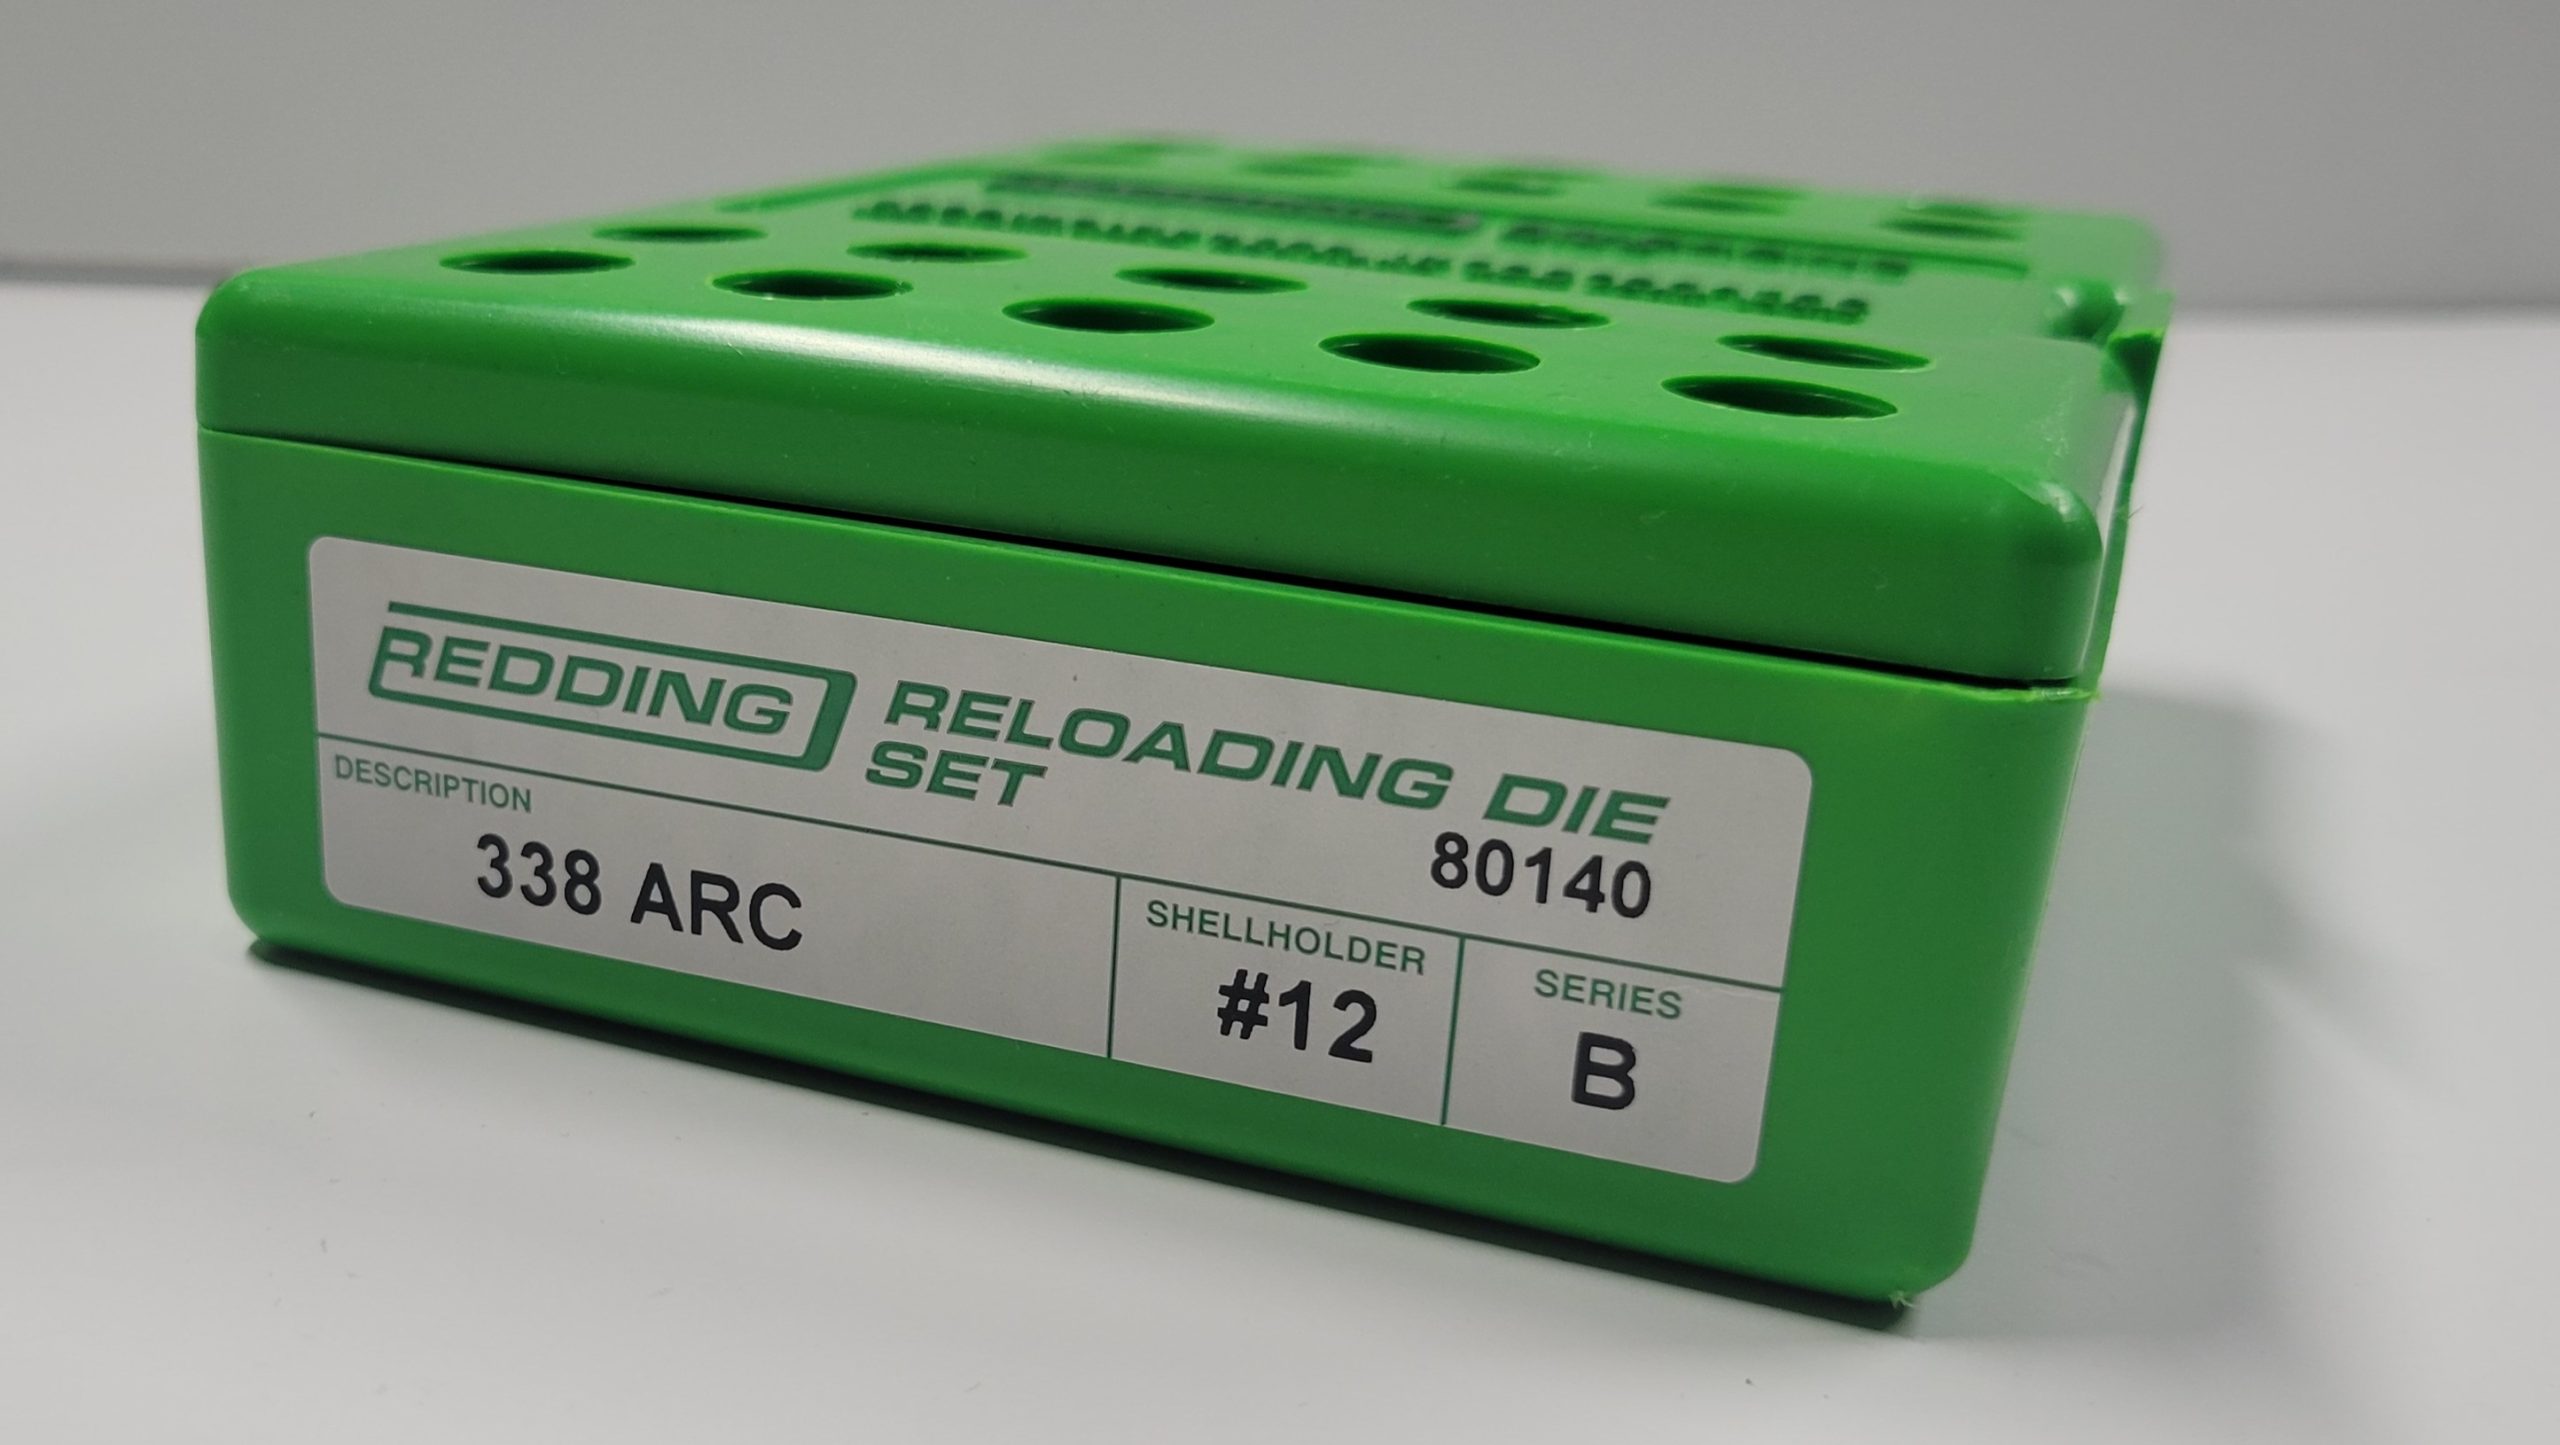 REDDING
RELOADING DIE
SET
80140
DESCRIPTION
338 ARC
SHELLHOLDER
#12
SERIES
B